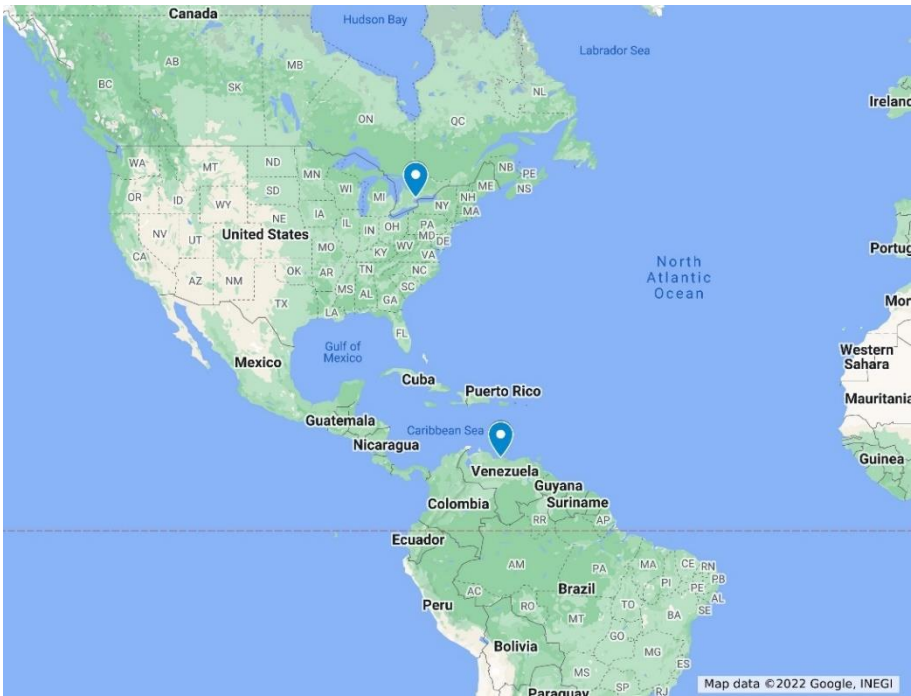 Canada
Hudson Bay
Labrador Sea
AB
MB
BC
SK
NL
Ireland
ON
QC
WA
MT
ND
MN
NB
PE
OR
ID
SD
WI
MI
ME
NS
WY
NE
IA
NY
NH
MA
NV
UT
United States
IL
IN
OH
PA
MD
DE
CA
MO
KY
WV
VA
North
Atlantic
Ocean
Portug
AZ
NM
OK
AR
TN
NC
SC
TX
MS
AL
GA
LA
FL
Mor
Gulf of
Mexico
Mexico
Western
Sahara
Cuba
Puerto Rico
Mauritania
Guatemala
Caribbean Sea
Nicaragua
Guinea
Venezuela
Guyana
Colombia
Suriname
RR
AP
Ecuador
AM
PA
MA
CE
RN
PB
AC
Brazil
PI
PE
AL
Peru
RO
TO
SE
MT
BA
GO
Bolivia
MG
MS
ES
SP
RJ
Paraguay
Map data ©2022 Google, INEGI